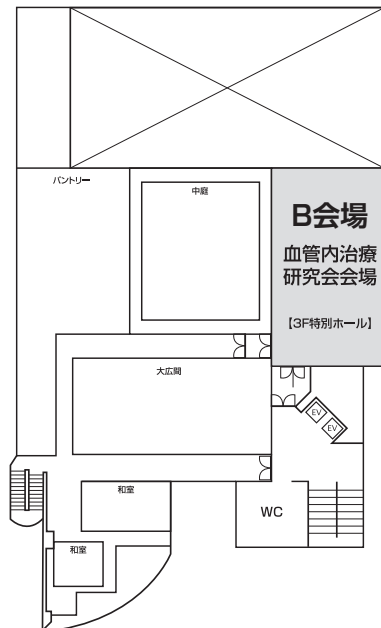 パントリー
中庭
B会場
血管内治療
研究会会場
【3F特別ホール】
大広間
EV
EV
和室
WC
和室